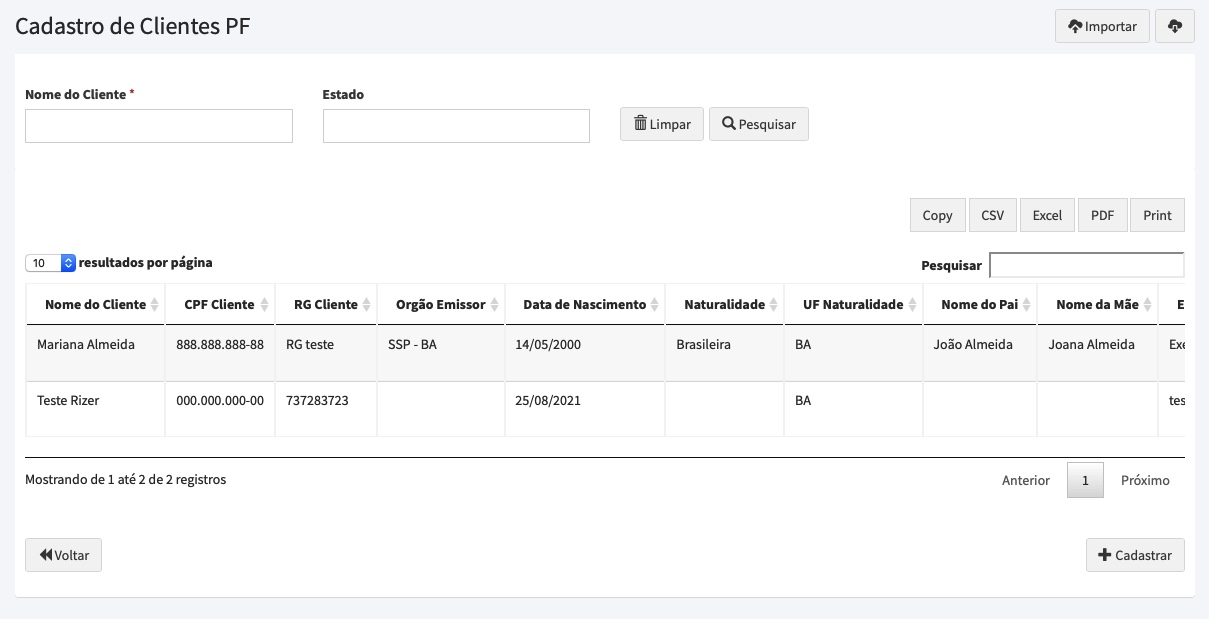 Cadastro de Clientes PF
Importar
Nome do Cliente *
Estado
Limpar
Pesquisar
Copy CSV Excel PDF Print
10 resultados por página
Pesquisar
Nome do Cliente CPF Cliente RG Cliente Orgão Emissor Data de Nascimento Naturalidade UF Naturalidade Nome do Pai Nome da Mãe E
Mariana Almeida 888.888.888-88 RG teste SSP - BA 14/05/2000 Brasileira BA João Almeida Joana Almeida Exe
Teste Rizer 000.000.000-00 737283723 25/08/2021 BA tes
Mostrando de 1 até 2 de 2 registros
Anterior 1 Próximo
Voltar
Cadastrar